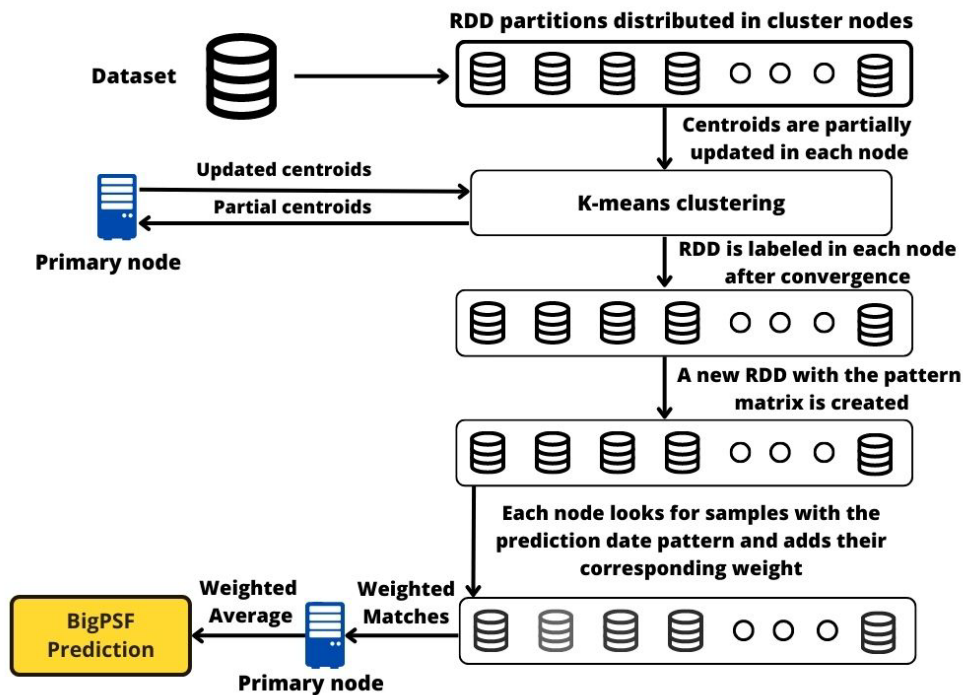 RDD partitions distributed in cluster nodes
Dataset
Centroids are partially
updated in each node
Updated centroids
Partial centroids
K-means clustering
Primary node
RDD is labeled in each node
after convergence
A new RDD with the pattern
matrix is created
Each node looks for samples with the
prediction date pattern and adds their
corresponding weight
Weighted
Matches
Weighted
Average
BigPSF
Prediction
Primary node